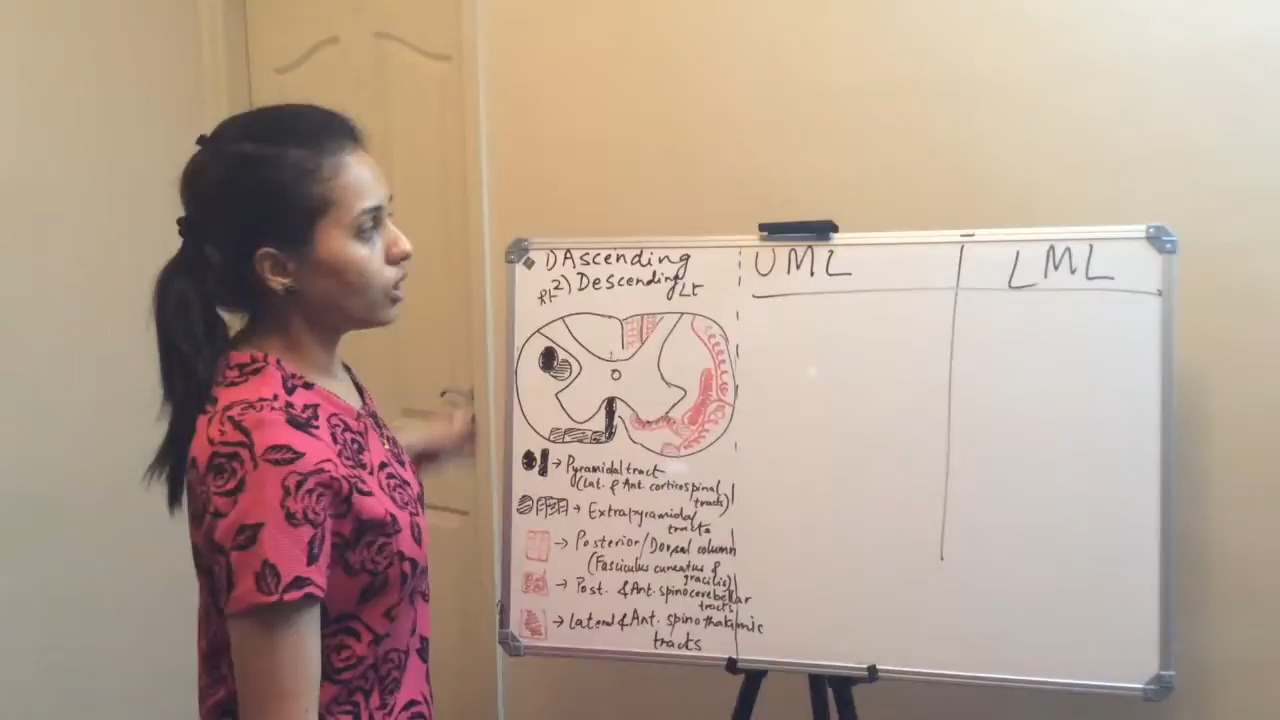 1) Ascending
2) Descending
Rt
Lt
→ Pyramidal tract
(Lat. & Ant. corticospinal
tracts)
→ Extrapyramidal
tracts
→ Posterior/Dorsal column
(Fasciculus cuneatus &
gracilis)
→ Post. & Ant. spinocerebellar
tracts
→ Lateral & Ant. spinothalamic
tracts
UML
LML